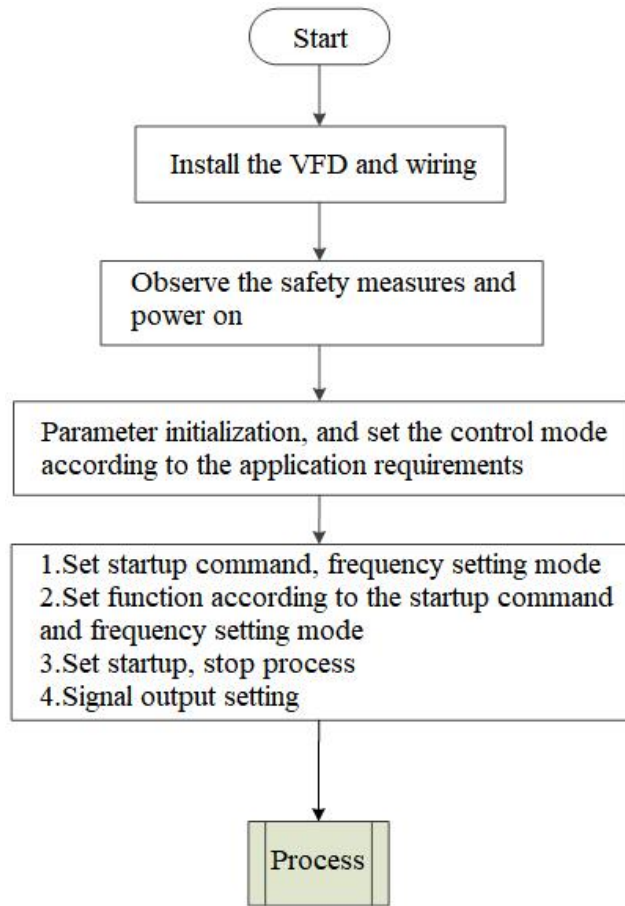 Start
Install the VFD and wiring
Observe the safety measures and
power on
Parameter initialization, and set the control mode
according to the application requirements
1.Set startup command, frequency setting mode
2.Set function according to the startup command
and frequency setting mode
3.Set startup, stop process
4.Signal output setting
Process